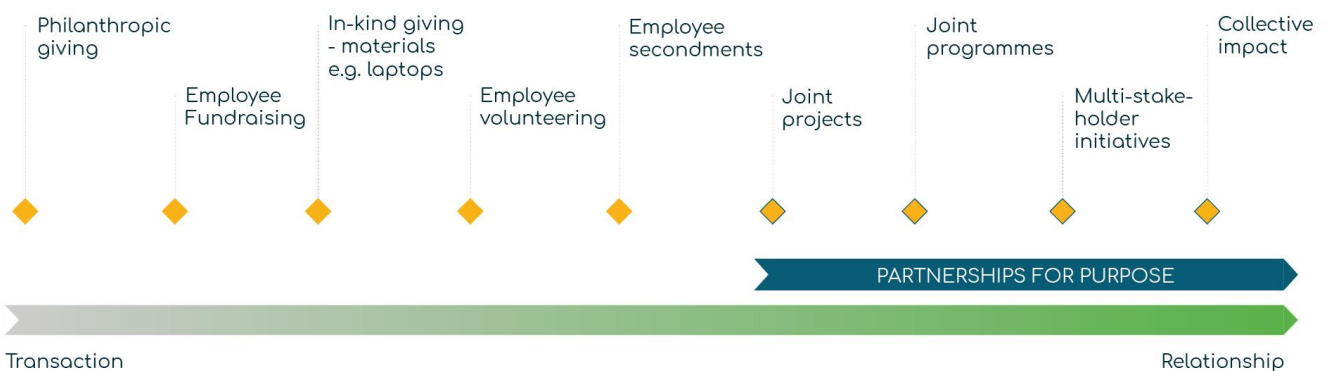 Philanthropic
giving
Employee
Fundraising
In-kind giving
- materials
e.g. laptops
Employee
volunteering
Employee
secondments
Joint
projects
Joint
programmes
Multi-stake-
holder
initiatives
Collective
impact
PARTNERSHIPS FOR PURPOSE
Transaction
Relationship